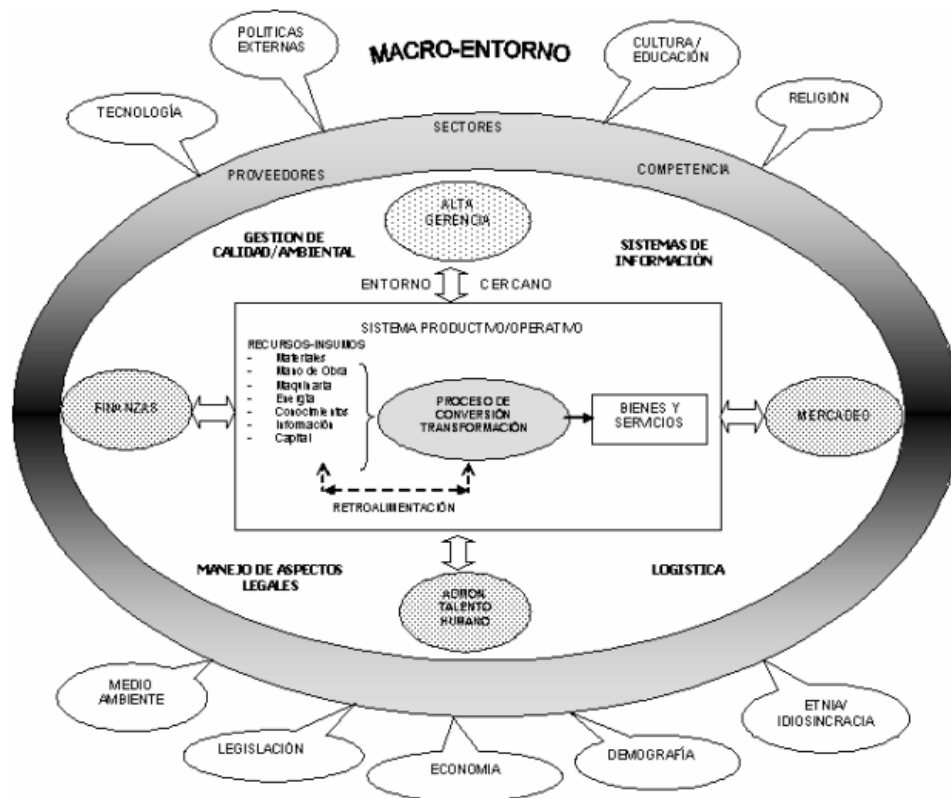 POLITICAS
EXTERNAS
MACRO-ENTORNO
CULTURA /
EDUCACIÓN
TECNOLOGÍA
RELIGIÓN
SECTORES
PROVEEDORES
COMPETENCIA
ALTA
GERENCIA
GESTION DE
CALIDAD/AMBIENTAL
SISTEMAS DE
INFORMACIÓN
ENTORNO
CERCANO
SISTEMA PRODUCTIVO/OPERATIVO
RECURSOS-INSUMOS
- Materiales
- Mano de Obra
- Maquinaria
- Energía
- Conocimientos
- Información
- Capital
FINANZAS
PROCESO DE
CONVERSIÓN
TRANSFORMACIÓN
BIENES Y
SERVICIOS
MERCADEO
RETROALIMENTACIÓN
MANEJO DE ASPECTOS
LEGALES
LOGISTICA
ADMON
TALENTO
HUMANO
MEDIO
AMBIENTE
ETNIA/
IDIOSINCRACIA
LEGISLACIÓN
DEMOGRAFÍA
ECONOMIA